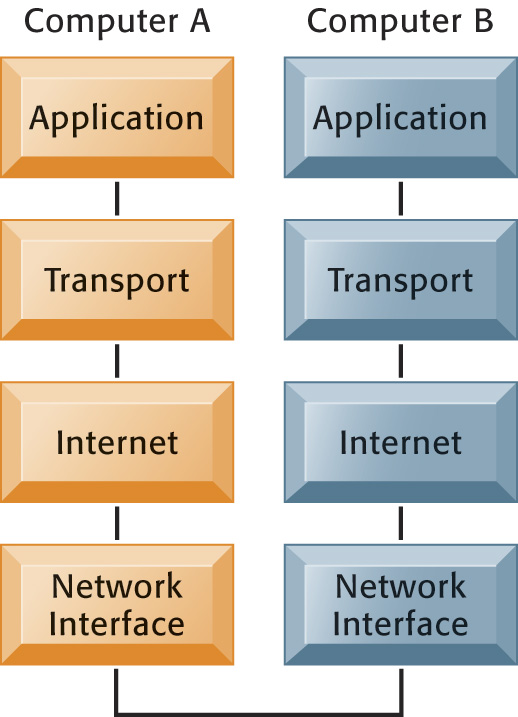 Computer A
Computer B
Application
Application
Transport
Transport
Internet
Internet
Network
Interface
Network
Interface